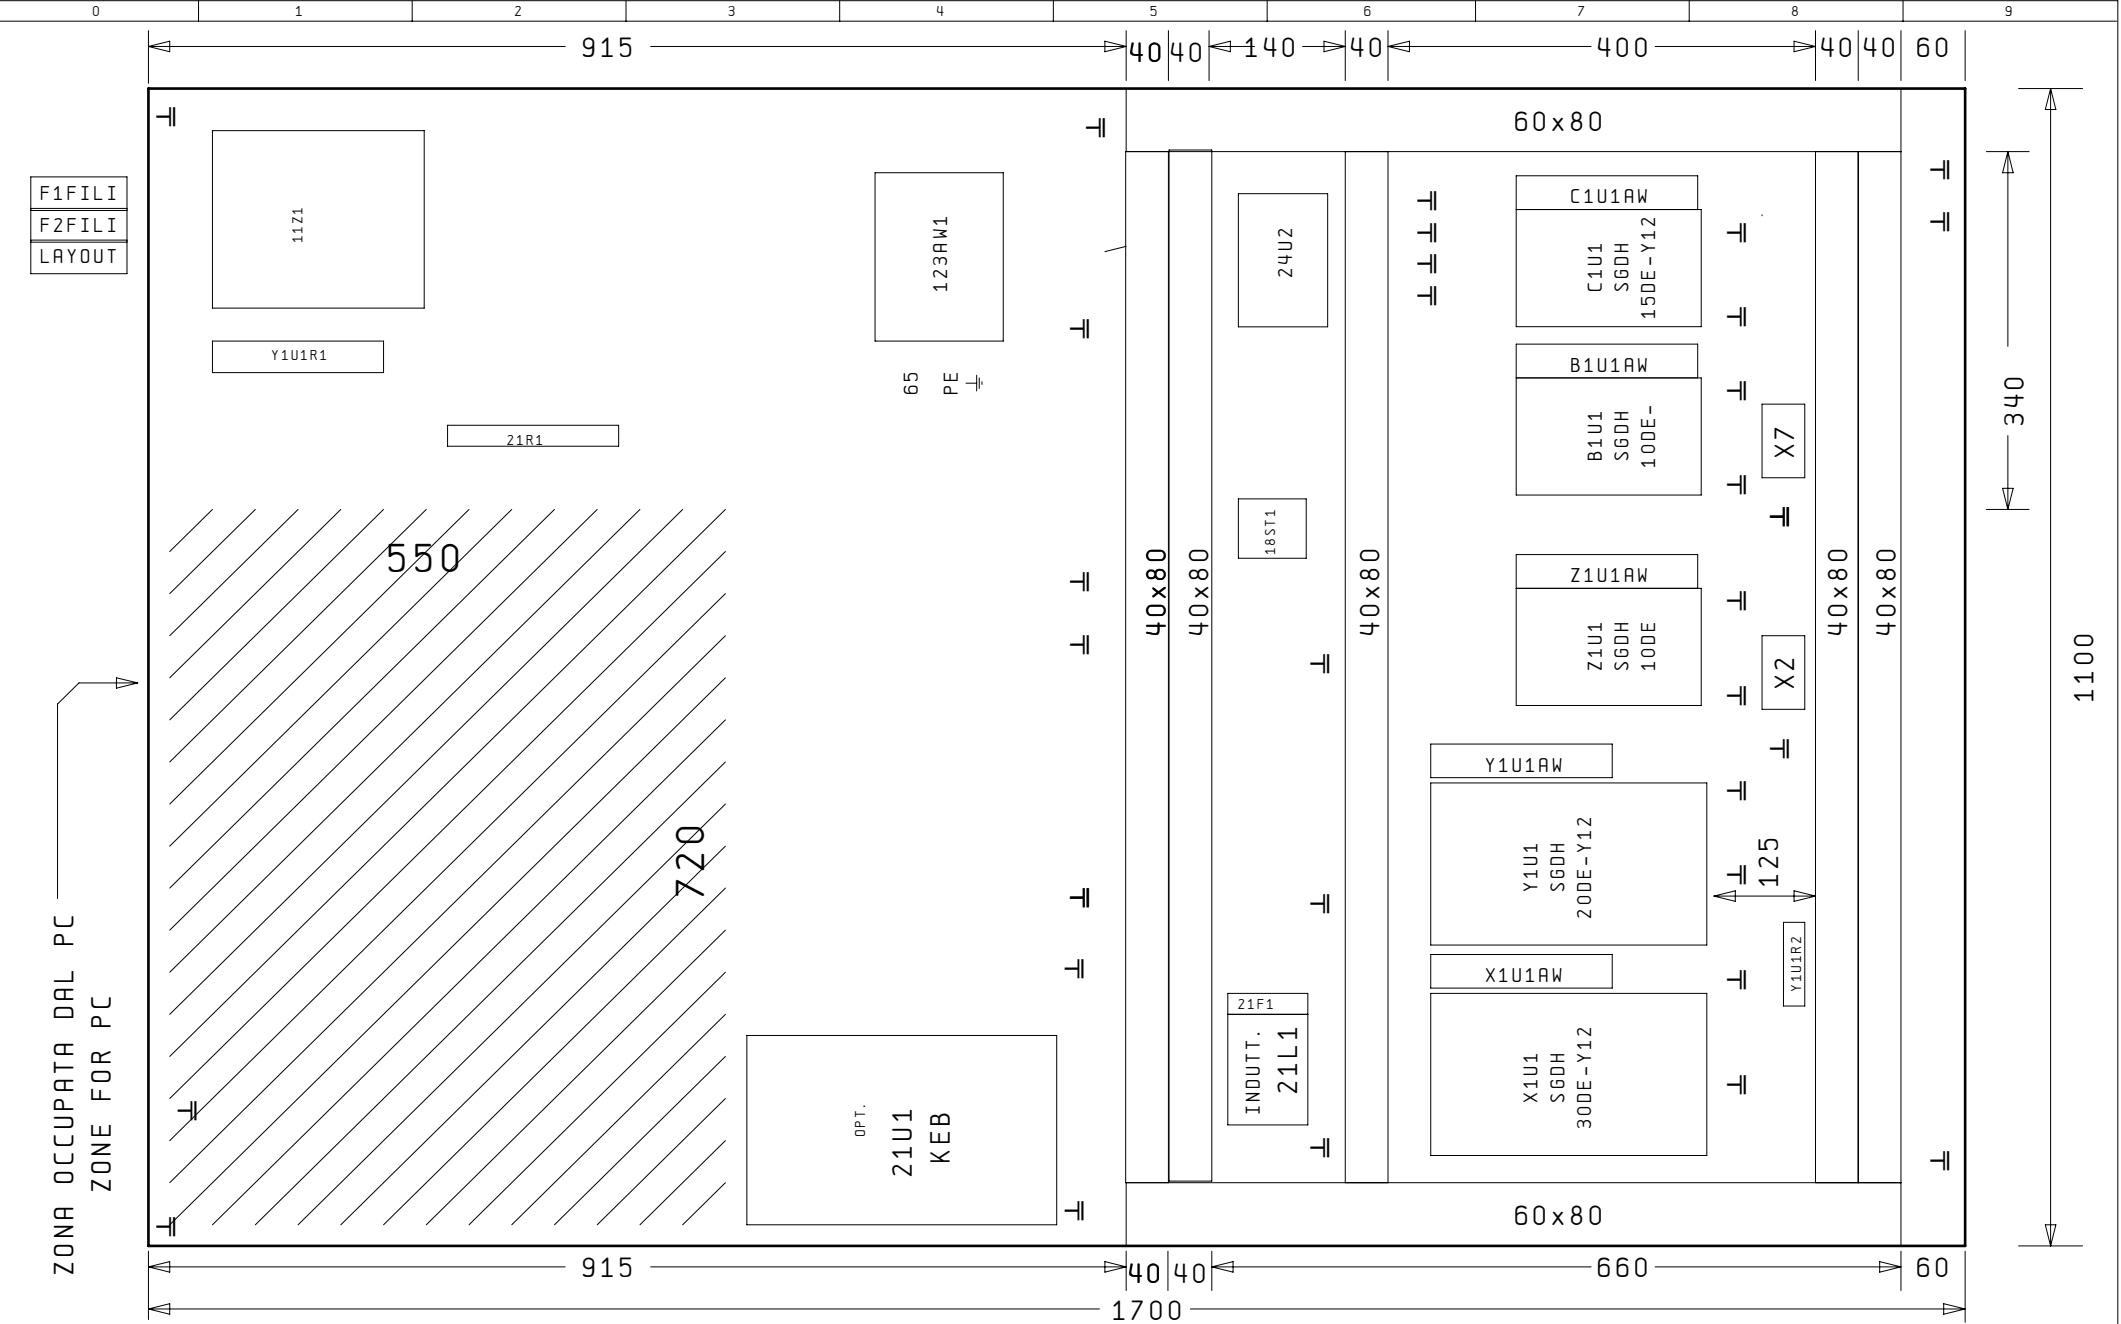 0 1 2 3 4 5 6 7 8 9
915 40 40 140 40 400 40 40 60
60x80
F1FILI
F2FILI
LAYOUT
11Z1
Y1U1R1
21R1
123AW1
65 PE
24U2
18ST1
C1U1AW
C1U1
SGDH
15DE-Y12
B1U1AW
B1U1
SGDH
10DE-
X7
340
550
720
40x80
40x80
40x80
40x80
40x80
Z1U1AW
Z1U1
SGDH
10DE
X2
1100
Y1U1AW
Y1U1
SGDH
20DE-Y12
125
X1U1AW
X1U1
SGDH
30DE-Y12
Y1U1R2
21F1
INDUTT.
21L1
OPT.
21U1
KEB
ZONA OCCUPATA DAL PC
ZONE FOR PC
60x80
915 40 40 660 60
1700